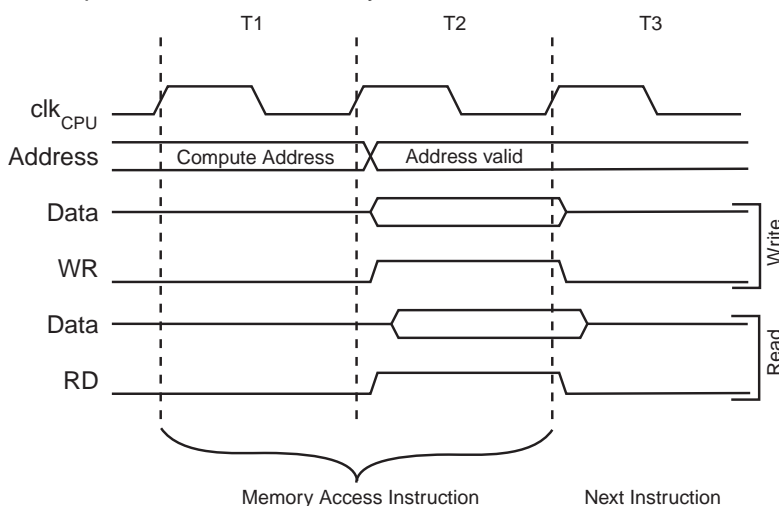 T1 T2 T3
clkCPU
Address Compute Address Address valid
Data
WR
Write
Data
RD
Read
Memory Access Instruction Next Instruction